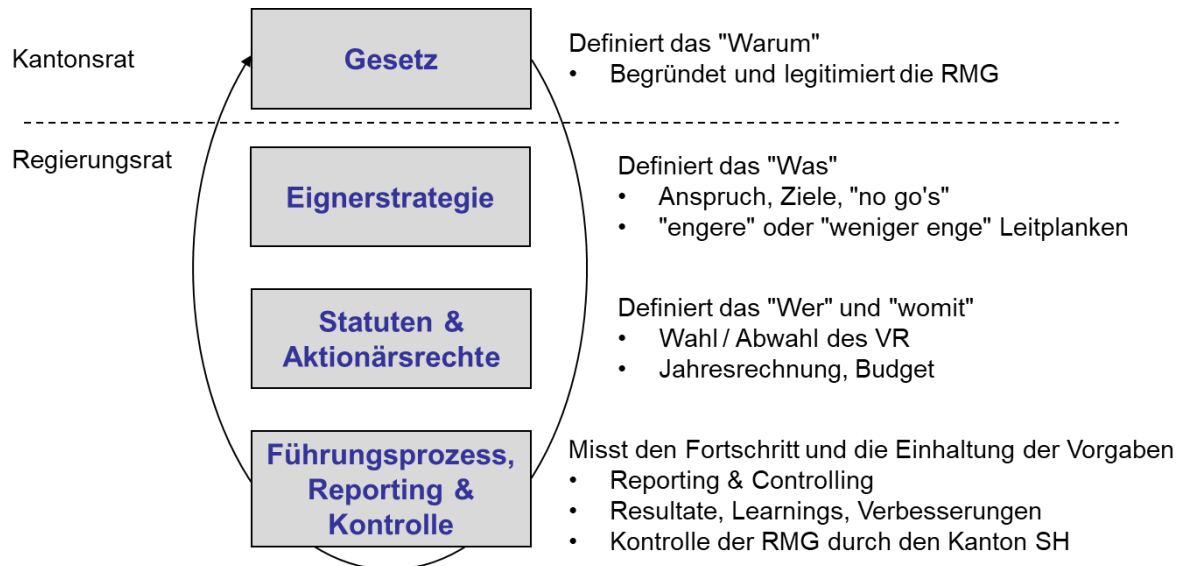 Kantonsrat
Gesetz
Definiert das "Warum"
• Begründet und legitimiert die RMG
Regierungsrat
Eignerstrategie
Definiert das "Was"
• Anspruch, Ziele, "no go's"
• "engere" oder "weniger enge" Leitplanken
Statuten &
Aktionärsrechte
Definiert das "Wer" und "womit"
• Wahl / Abwahl des VR
• Jahresrechnung, Budget
Führungsprozess,
Reporting &
Kontrolle
Misst den Fortschritt und die Einhaltung der Vorgaben
• Reporting & Controlling
• Resultate, Learnings, Verbesserungen
• Kontrolle der RMG durch den Kanton SH